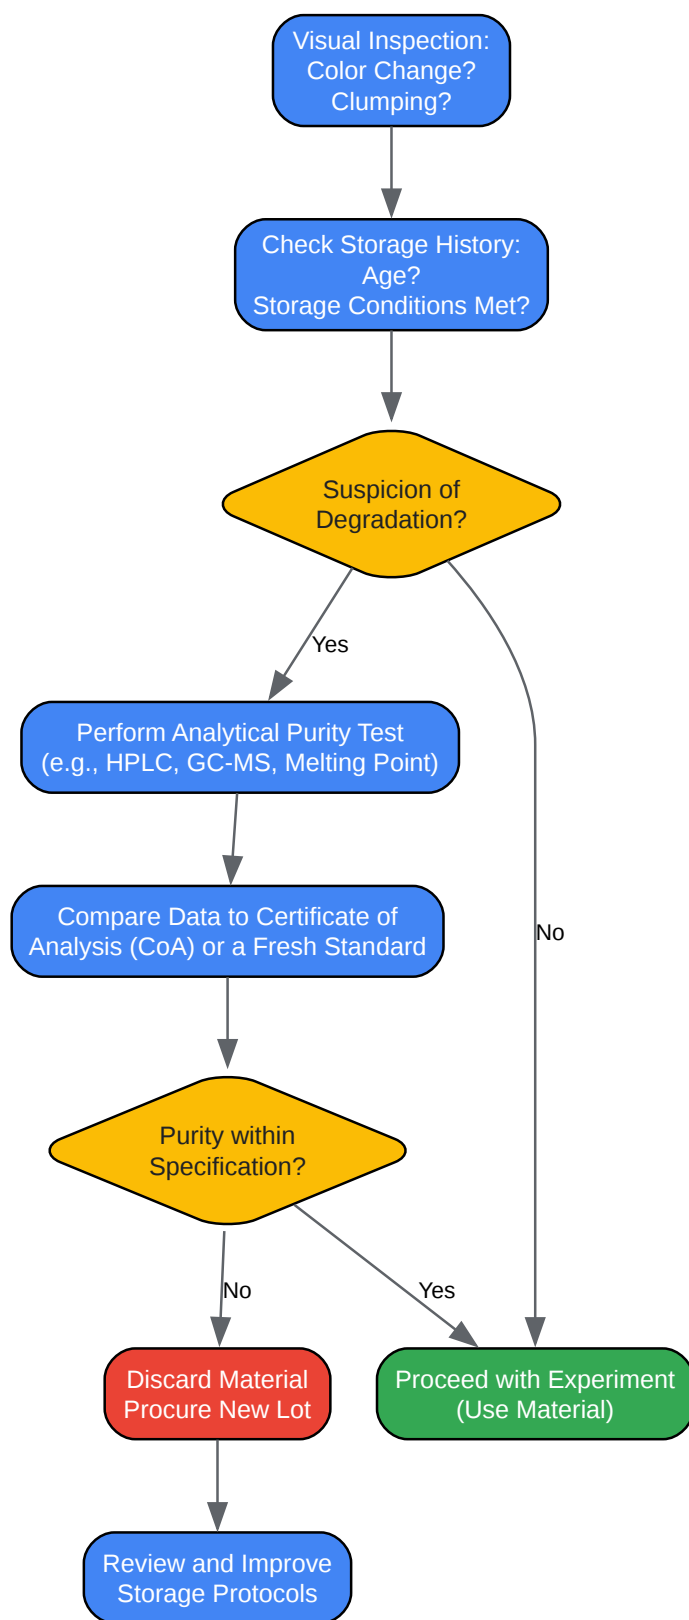 Visual Inspection:
Color Change?
Clumping?
Check Storage History:
Age?
Storage Conditions Met?
Suspicion of
Degradation?
Yes
Perform Analytical Purity Test
(e.g., HPLC, GC-MS, Melting Point)
Compare Data to Certificate of
Analysis (CoA) or a Fresh Standard
No
Purity within
Specification?
No
Yes
Discard Material
Procure New Lot
Proceed with Experiment
(Use Material)
Review and Improve
Storage Protocols